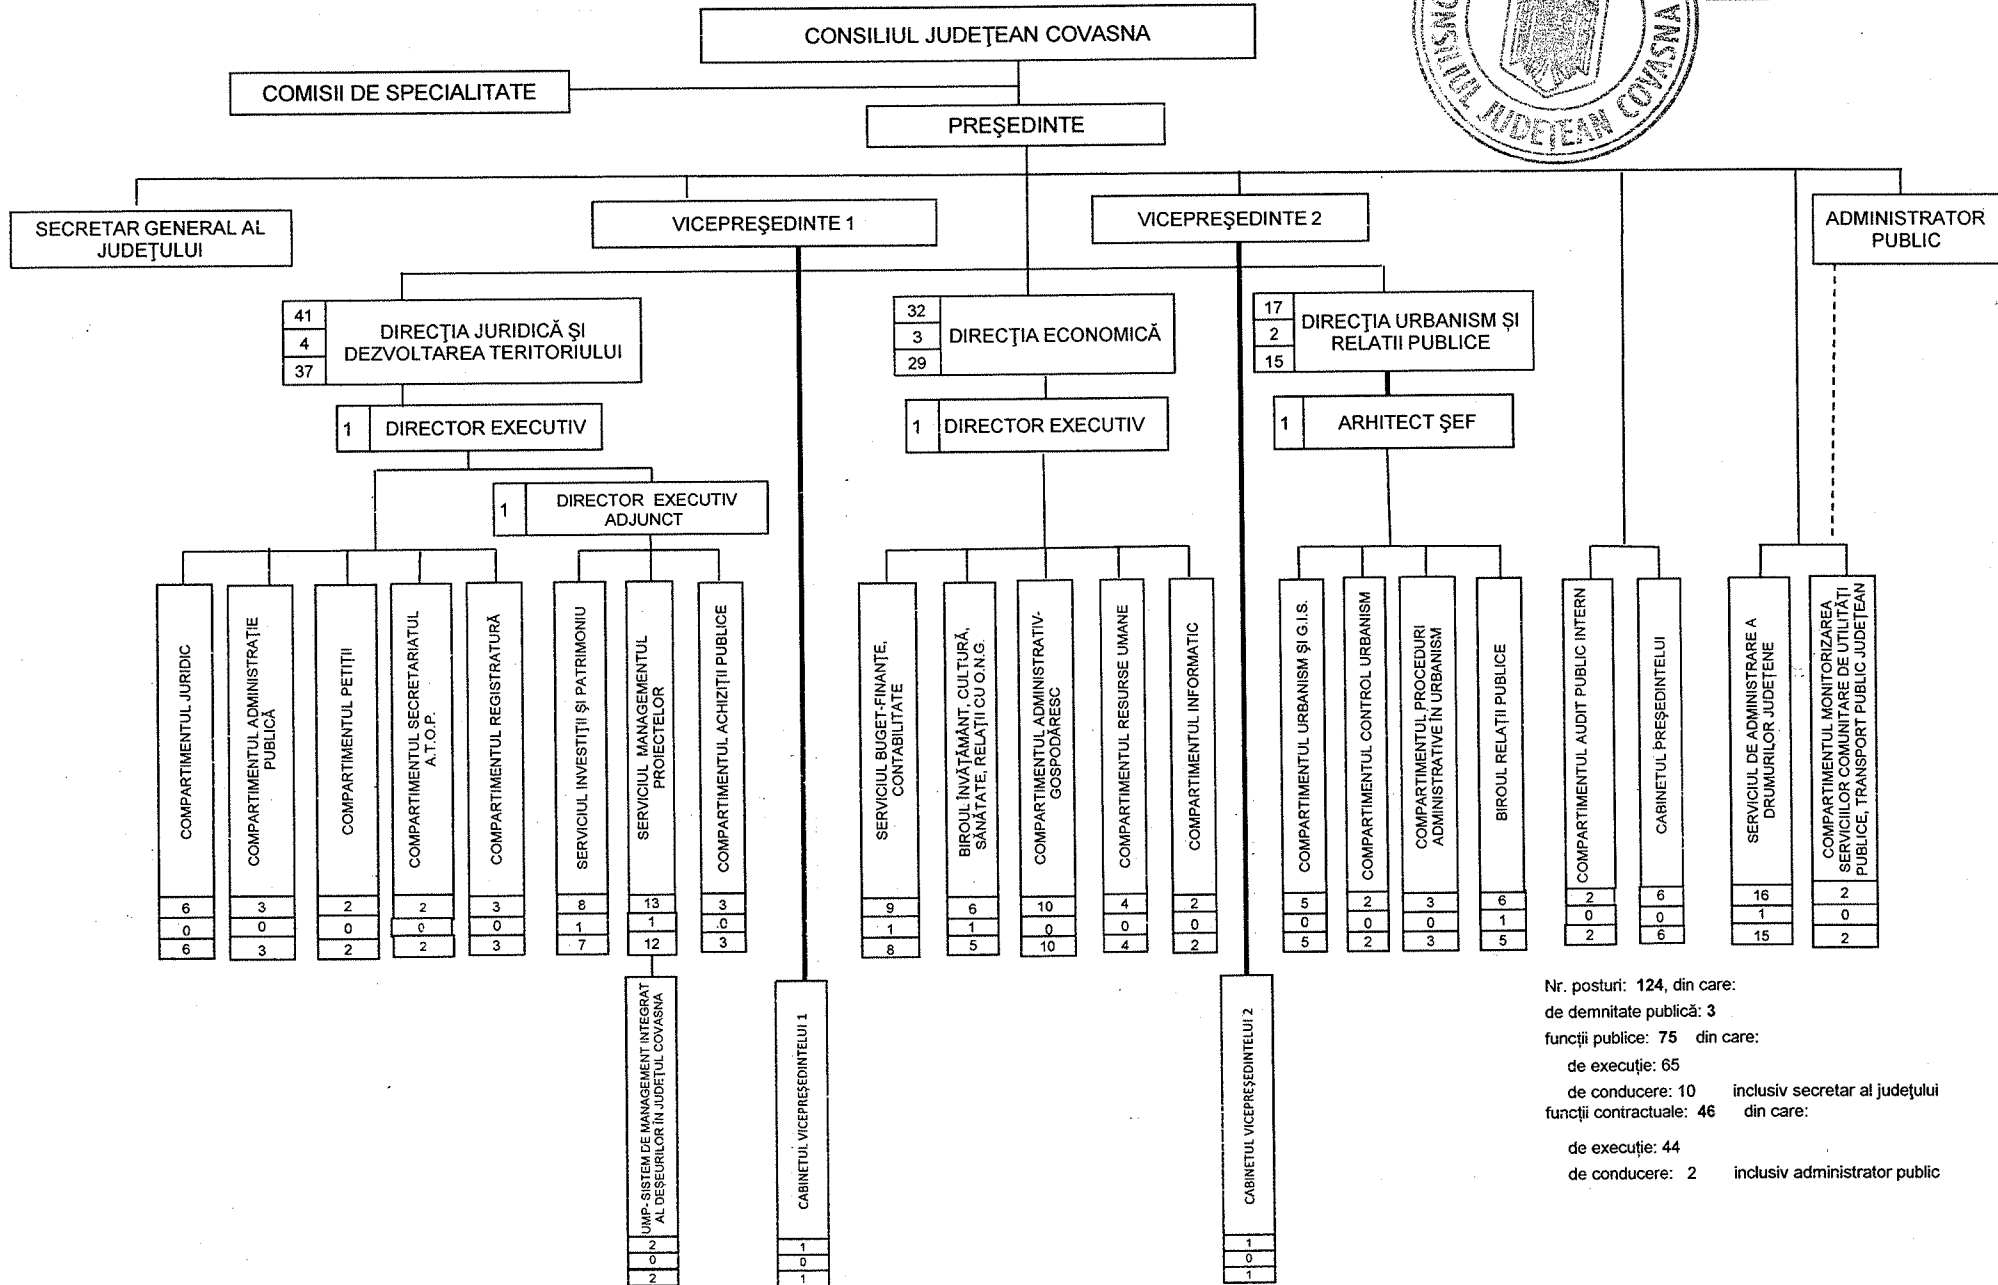 CONSILIUL JUDEŢEAN COVASNA
CONSILIUL JUDEŢEAN COVASNA
COMISII DE SPECIALITATE
PREŞEDINTE
SECRETAR GENERAL AL
JUDEŢULUI
VICEPREŞEDINTE 1
VICEPREŞEDINTE 2
ADMINISTRATOR
PUBLIC
41
4
37
DIRECŢIA JURIDICĂ ŞI
DEZVOLTAREA TERITORIULUI
32
3
29
DIRECŢIA ECONOMICĂ
17
2
15
DIRECŢIA URBANISM ŞI
RELATII PUBLICE
1 DIRECTOR EXECUTIV
1 DIRECTOR EXECUTIV
1 ARHITECT ŞEF
1 DIRECTOR EXECUTIV
ADJUNCT
COMPARTIMENTUL JURIDIC
6
0
6
COMPARTIMENTUL ADMINISTRAŢIE
PUBLICĂ
3
0
3
COMPARTIMENTUL PETIŢII
2
0
2
COMPARTIMENTUL SECRETARIATUL
A.T.O.P.
2
0
2
COMPARTIMENTUL REGISTRATURĂ
3
0
3
SERVICIUL INVESTIŢII ŞI PATRIMONIU
8
1
7
SERVICIUL MANAGEMENTUL
PROIECTELOR
13
1
12
COMPARTIMENTUL ACHIZIŢII PUBLICE
3
0
3
SERVICIUL BUGET-FINANŢE,
CONTABILITATE
9
1
8
BIROUL ÎNVĂŢĂMÂNT, CULTURĂ,
SĂNĂTATE, RELAŢII CU O.N.G.
6
1
5
COMPARTIMENTUL ADMINISTRATIV-
GOSPODĂRESC
10
0
10
COMPARTIMENTUL RESURSE UMANE
4
0
4
COMPARTIMENTUL INFORMATIC
2
0
2
COMPARTIMENTUL URBANISM ŞI G.I.S.
5
0
5
COMPARTIMENTUL CONTROL URBANISM
2
0
2
COMPARTIMENTUL PROCEDURI
ADMINISTRATIVE ÎN URBANISM
3
0
3
BIROUL RELAŢII PUBLICE
6
1
5
COMPARTIMENTUL AUDIT PUBLIC INTERN
2
0
2
CABINETUL PREŞEDINTELUI
6
0
6
SERVICIUL DE ADMINISTRARE A
DRUMURILOR JUDEŢENE
16
1
15
COMPARTIMENTUL MONITORIZAREA
SERVICIILOR COMUNITARE DE UTILITĂŢI
PUBLICE, TRANSPORT PUBLIC JUDEŢEAN
2
0
2
UMP- SISTEM DE MANAGEMENT INTEGRAT
AL DEŞEURILOR ÎN JUDEŢUL COVASNA
2
0
2
CABINETUL VICEPREŞEDINTELUI 1
1
0
1
CABINETUL VICEPREŞEDINTELUI 2
1
0
1
Nr. posturi: 124, din care:
de demnitate publică: 3
funcţii publice: 75 din care:
de execuţie: 65
de conducere: 10 inclusiv secretar al judeţului
funcţii contractuale: 46 din care:
de execuţie: 44
de conducere: 2 inclusiv administrator public